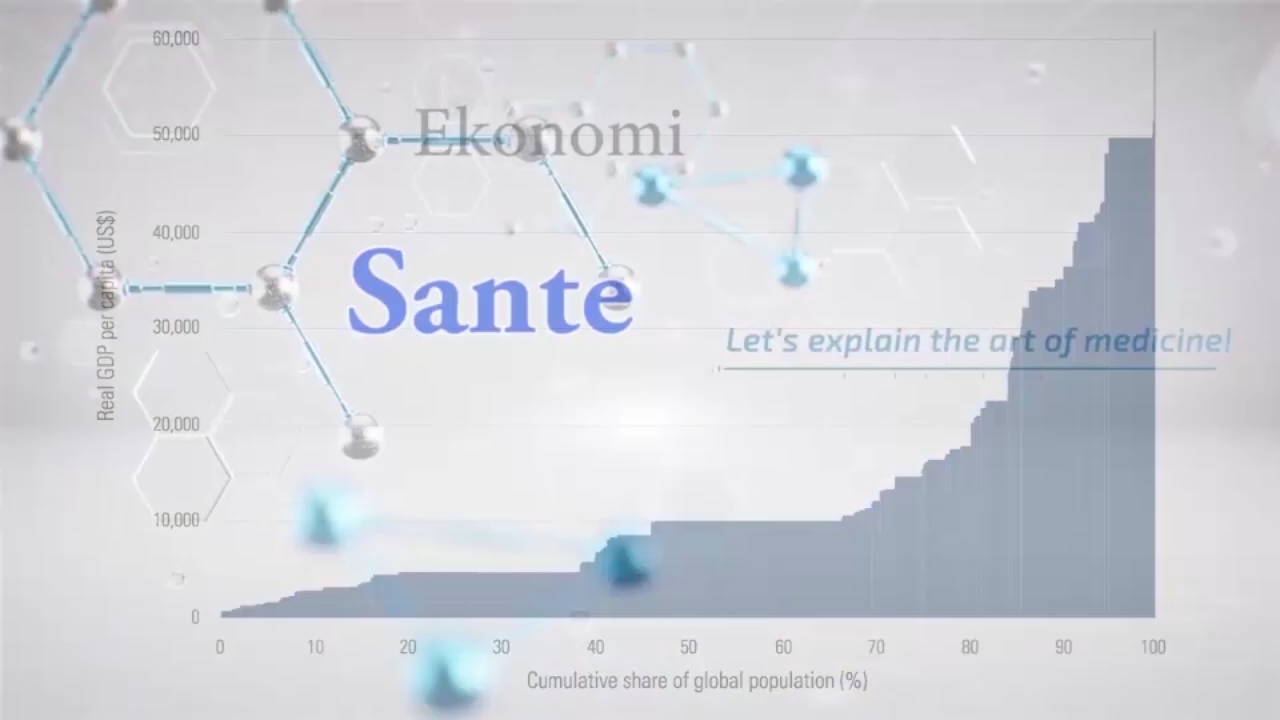 60,000
Ekonomi
50,000
40,000
Sante
30,000
Let's explain the art of medicine!
Real GDP per capita (US$)
20,000
10,000
0
0 10 20 30 40 50 60 70 80 90 100
Cumulative share of global population (%)